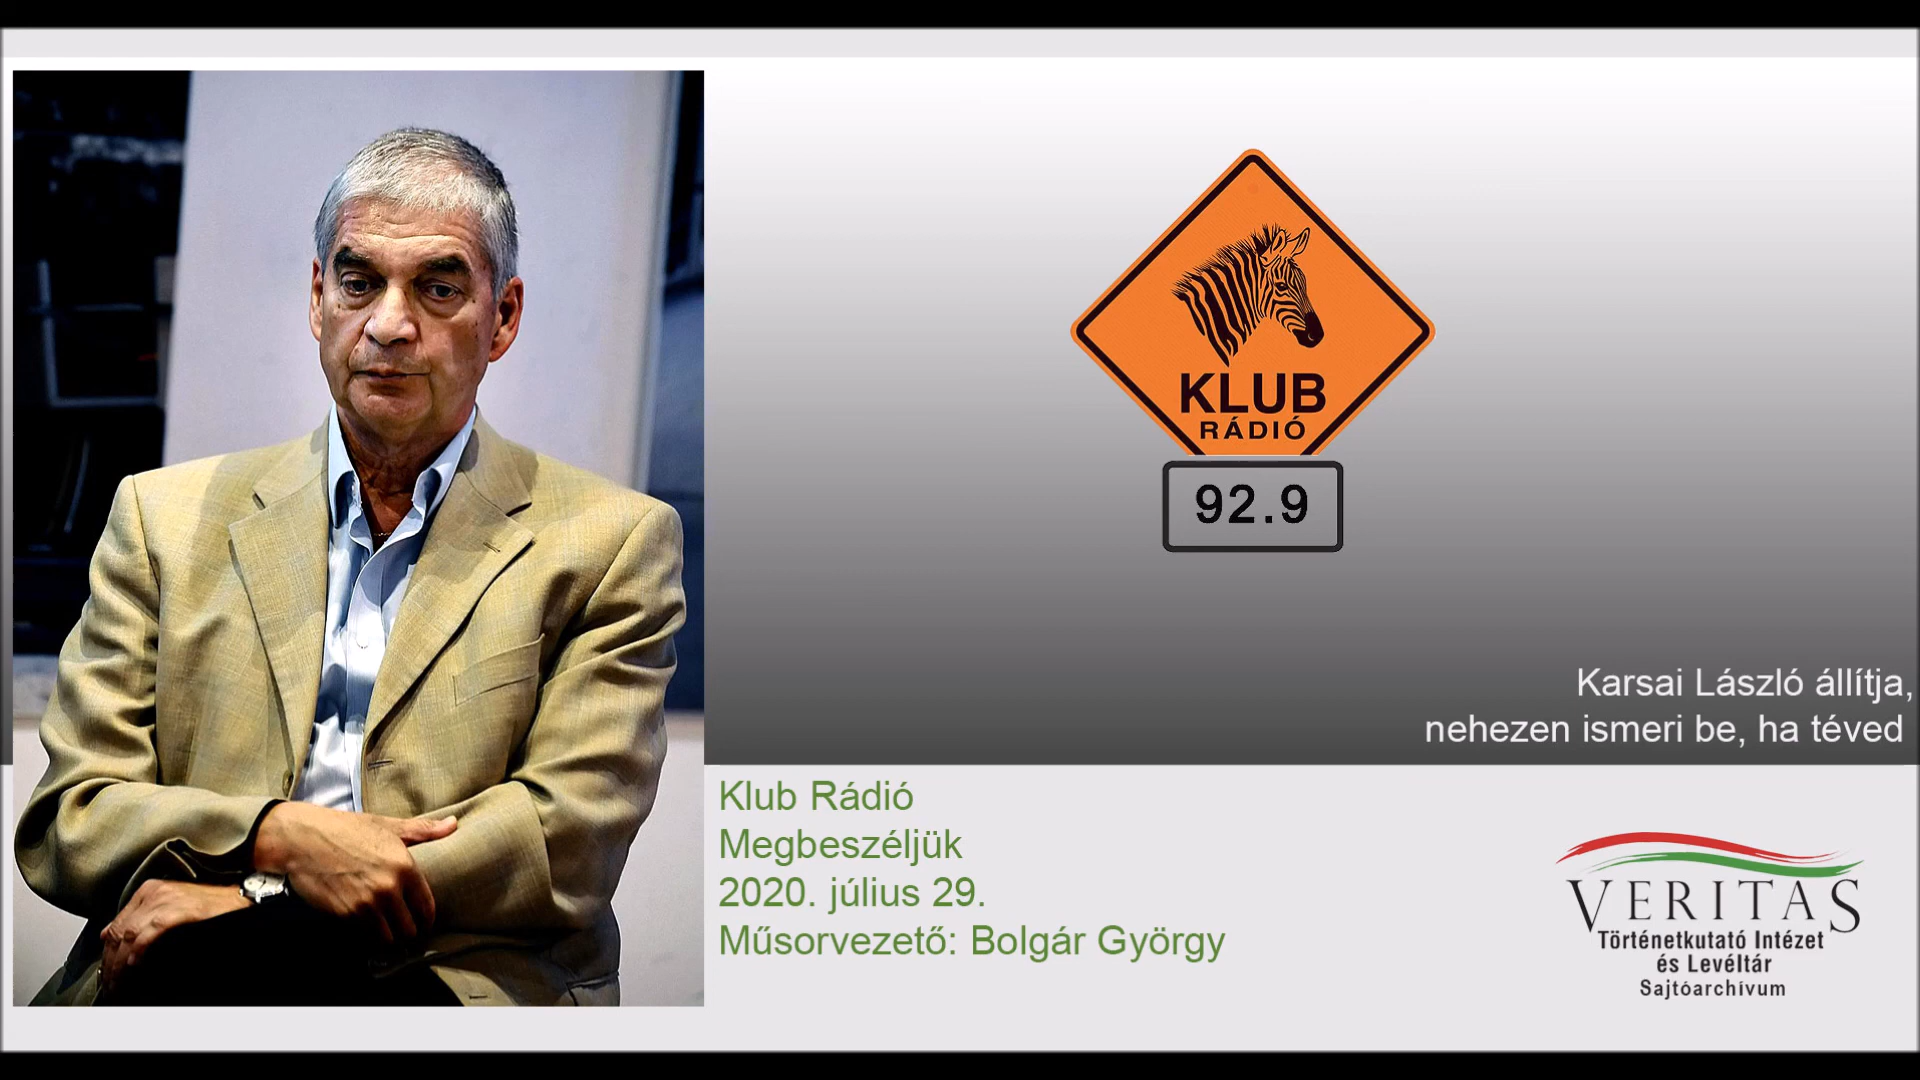 KLUB
RÁDIÓ
92.9
Karsai László állítja,
nehezen ismeri be, ha téved
Klub Rádió
Megbeszéljük
2020. július 29.
Műsorvezető: Bolgár György
VERITAS
Történetkutató Intézet
és Levéltár
Sajtóarchívum